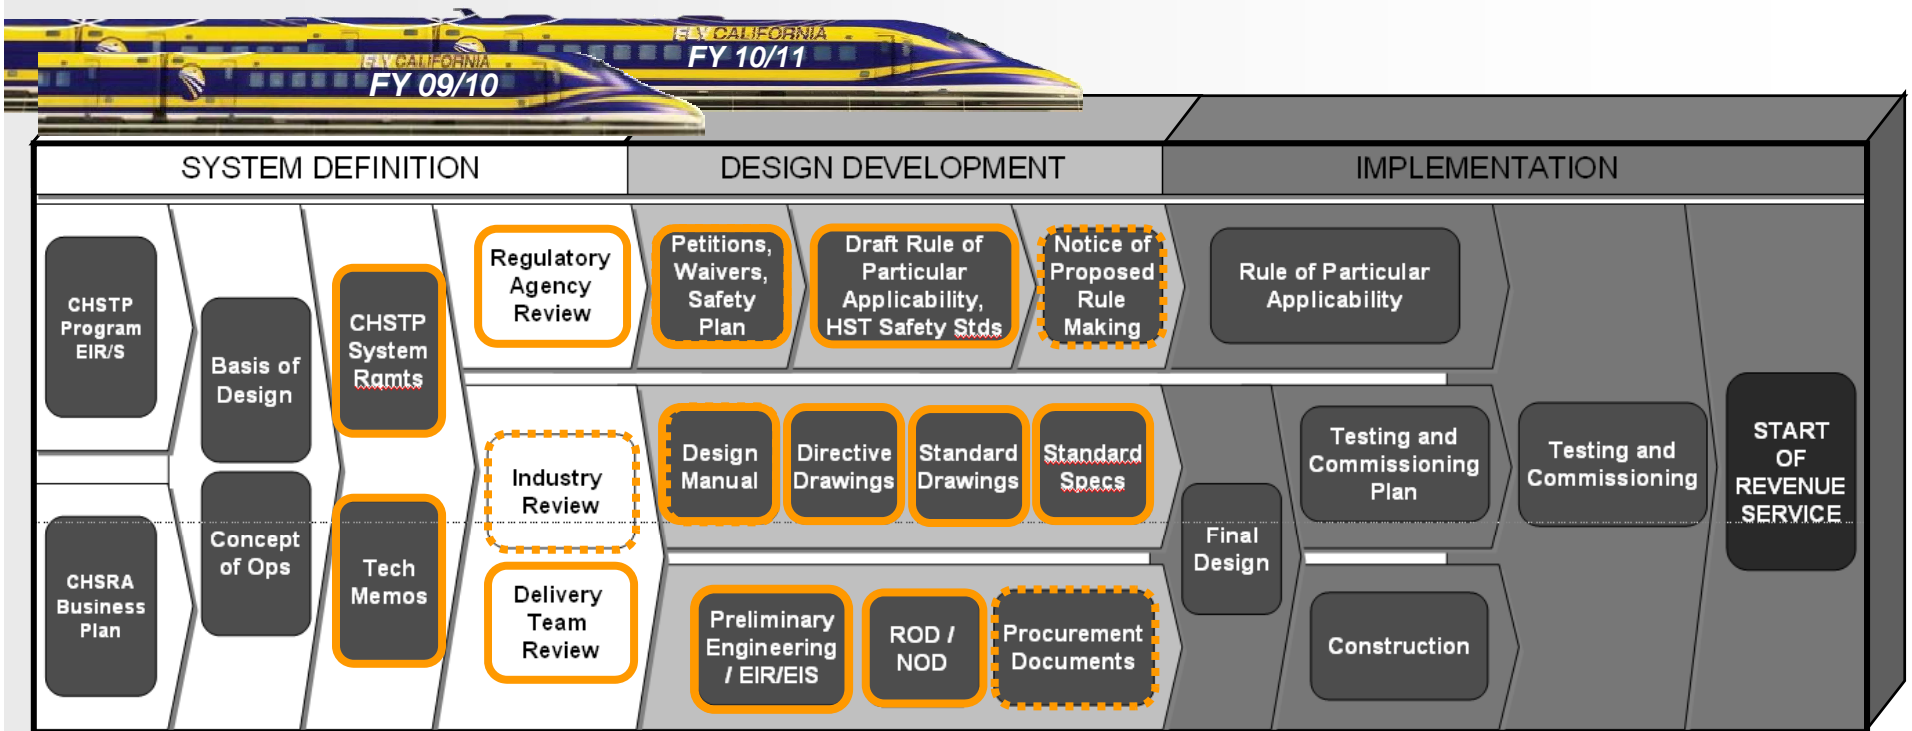 FLY CALIFORNIA
FY 10/11
FLY CALIFORNIA
FY 09/10
SYSTEM DEFINITION
DESIGN DEVELOPMENT
IMPLEMENTATION
CHSTP
Program
EIR/S
CHSRA
Business
Plan
Basis of
Design
Concept
of Ops
CHSTP
System
Rqmts
Tech
Memos
Regulatory
Agency
Review
Industry
Review
Delivery
Team
Review
Petitions,
Waivers,
Safety
Plan
Draft Rule of
Particular
Applicability,
HST Safety Stds
Notice of
Proposed
Rule
Making
Design
Manual
Directive
Drawings
Standard
Drawings
Standard
Specs
Preliminary
Engineering
/ EIR/EIS
ROD /
NOD
Procurement
Documents
Rule of Particular
Applicability
Final
Design
Testing and
Commissioning
Plan
Construction
Testing and
Commissioning
START
OF
REVENUE
SERVICE